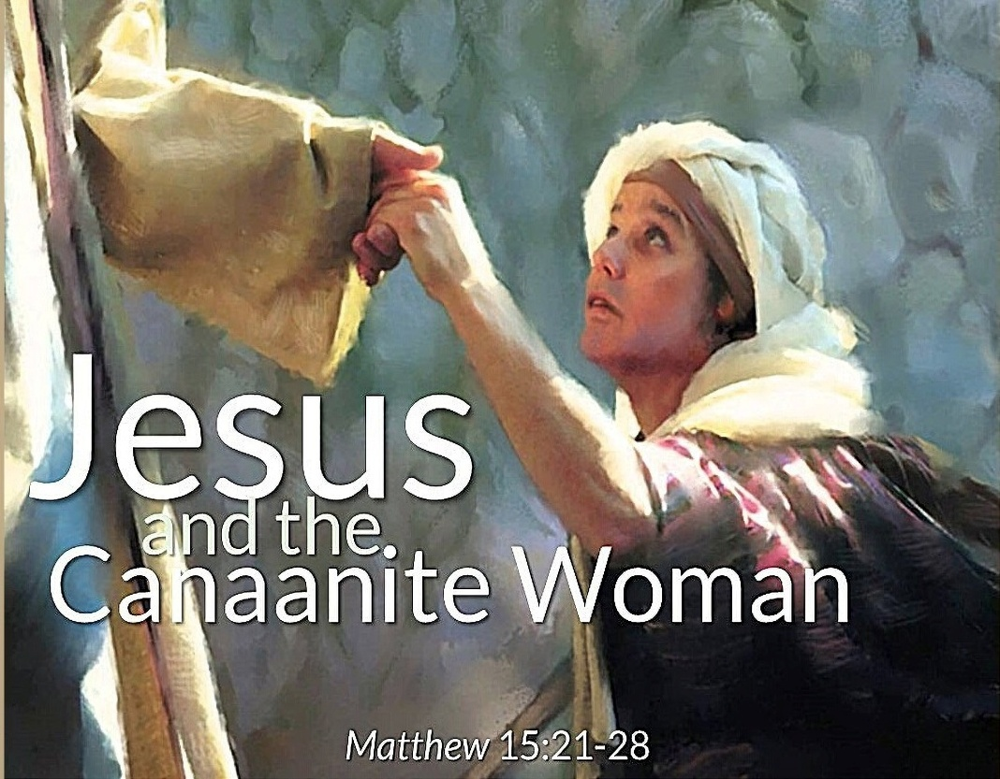 Jesus
and the
Canaanite Woman
Matthew 15:21-28